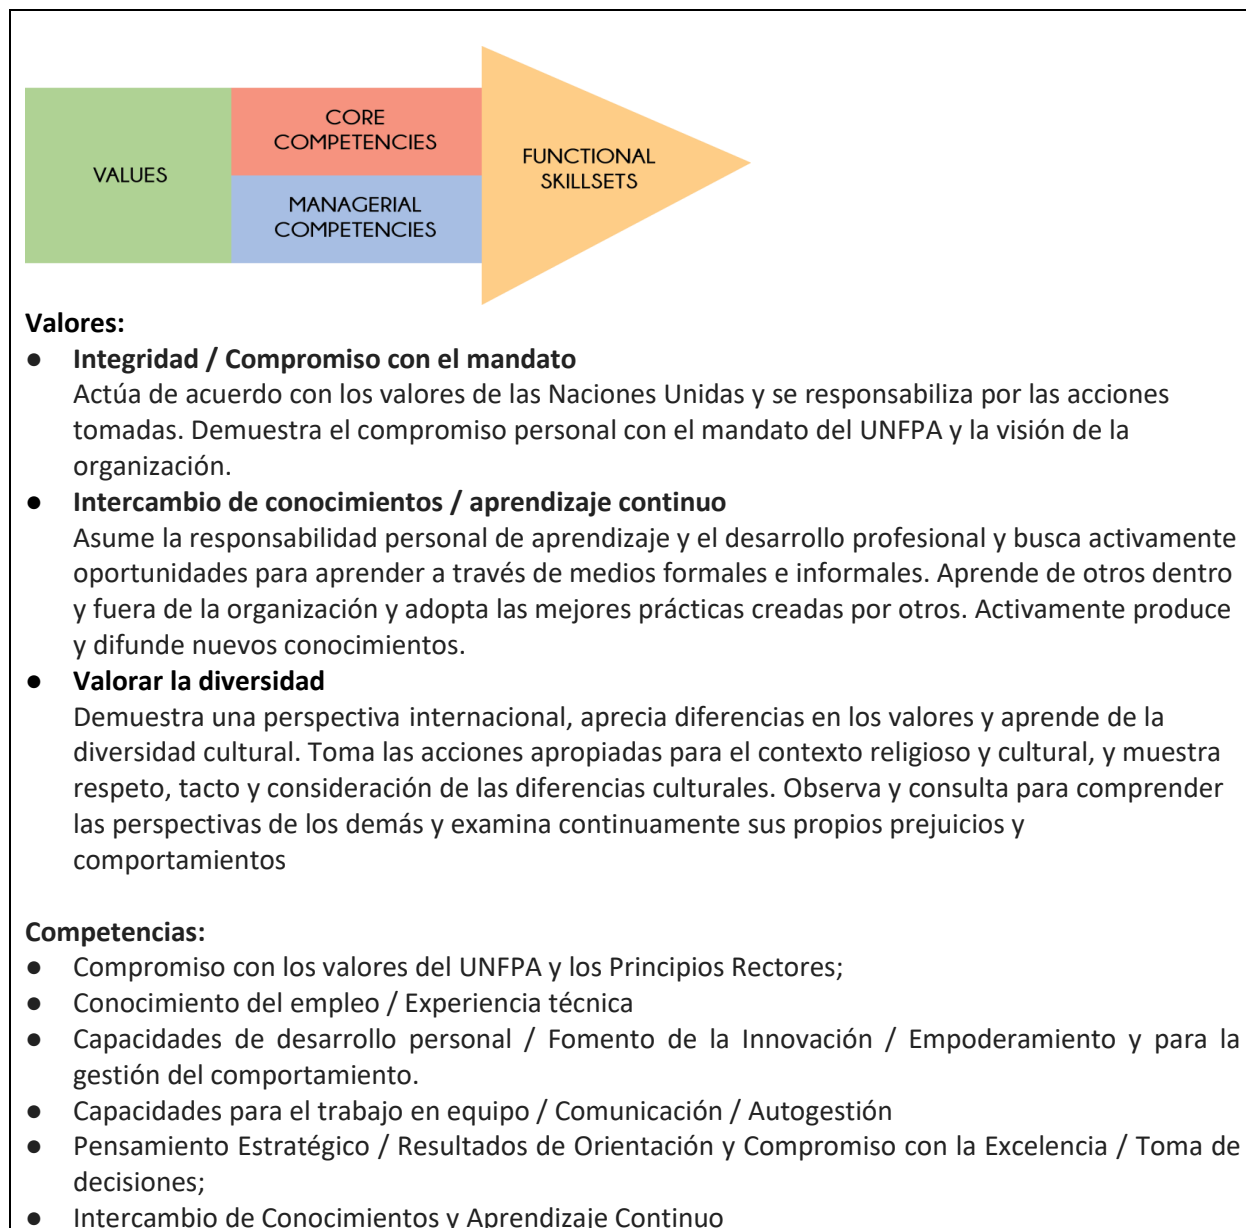 VALUES
CORE
COMPETENCIES
MANAGERIAL
COMPETENCIES
FUNCTIONAL
SKILLSETS
Valores:
● Integridad / Compromiso con el mandato
Actúa de acuerdo con los valores de las Naciones Unidas y se responsabiliza por las acciones
tomadas. Demuestra el compromiso personal con el mandato del UNFPA y la visión de la
organización.
● Intercambio de conocimientos / aprendizaje continuo
Asume la responsabilidad personal de aprendizaje y el desarrollo profesional y busca activamente
oportunidades para aprender a través de medios formales e informales. Aprende de otros dentro
y fuera de la organización y adopta las mejores prácticas creadas por otros. Activamente produce
y difunde nuevos conocimientos.
● Valorar la diversidad
Demuestra una perspectiva internacional, aprecia diferencias en los valores y aprende de la
diversidad cultural. Toma las acciones apropiadas para el contexto religioso y cultural, y muestra
respeto, tacto y consideración de las diferencias culturales. Observa y consulta para comprender
las perspectivas de los demás y examina continuamente sus propios prejuicios y
comportamientos
Competencias:
● Compromiso con los valores del UNFPA y los Principios Rectores;
● Conocimiento del empleo / Experiencia técnica
● Capacidades de desarrollo personal / Fomento de la Innovación / Empoderamiento y para la
gestión del comportamiento.
● Capacidades para el trabajo en equipo / Comunicación / Autogestión
● Pensamiento Estratégico / Resultados de Orientación y Compromiso con la Excelencia / Toma de
decisiones;
● Intercambio de Conocimientos y Aprendizaje Continuo